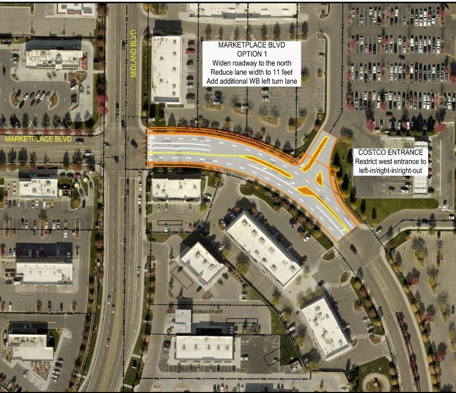 MARKETPLACE BLVD
OPTION 1
Widen roadway to the north
Reduce lane width to 11 feet
Add additional WB left turn lane
MIDLAND BLVD
MARKETPLACE BLVD
COSTCO ENTRANCE
Restrict west entrance to
left-in/right-in/right-out